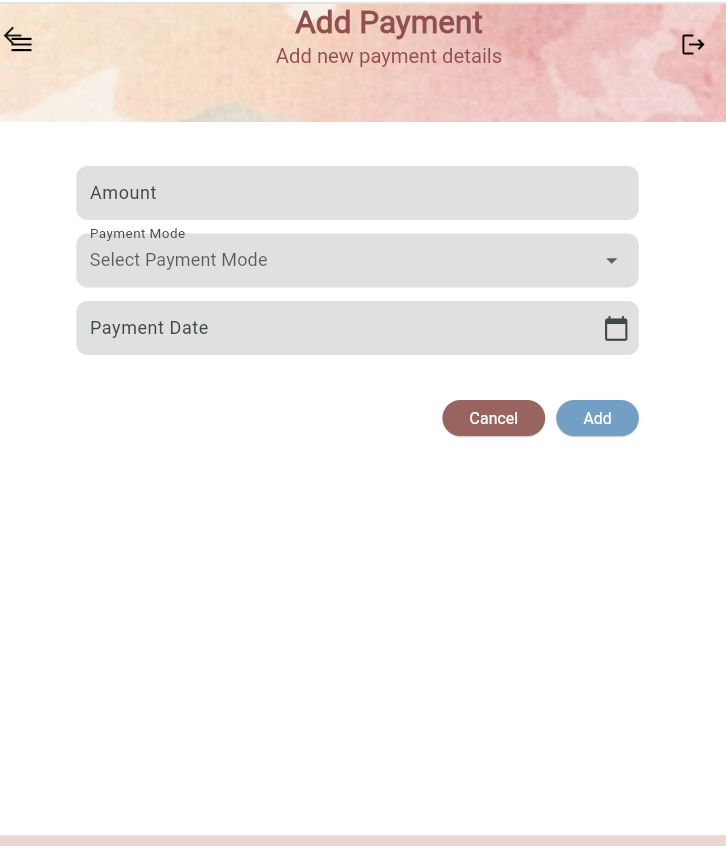 Add Payment
Add new payment details
Amount
Payment Mode
Select Payment Mode
Payment Date
Cancel
Add